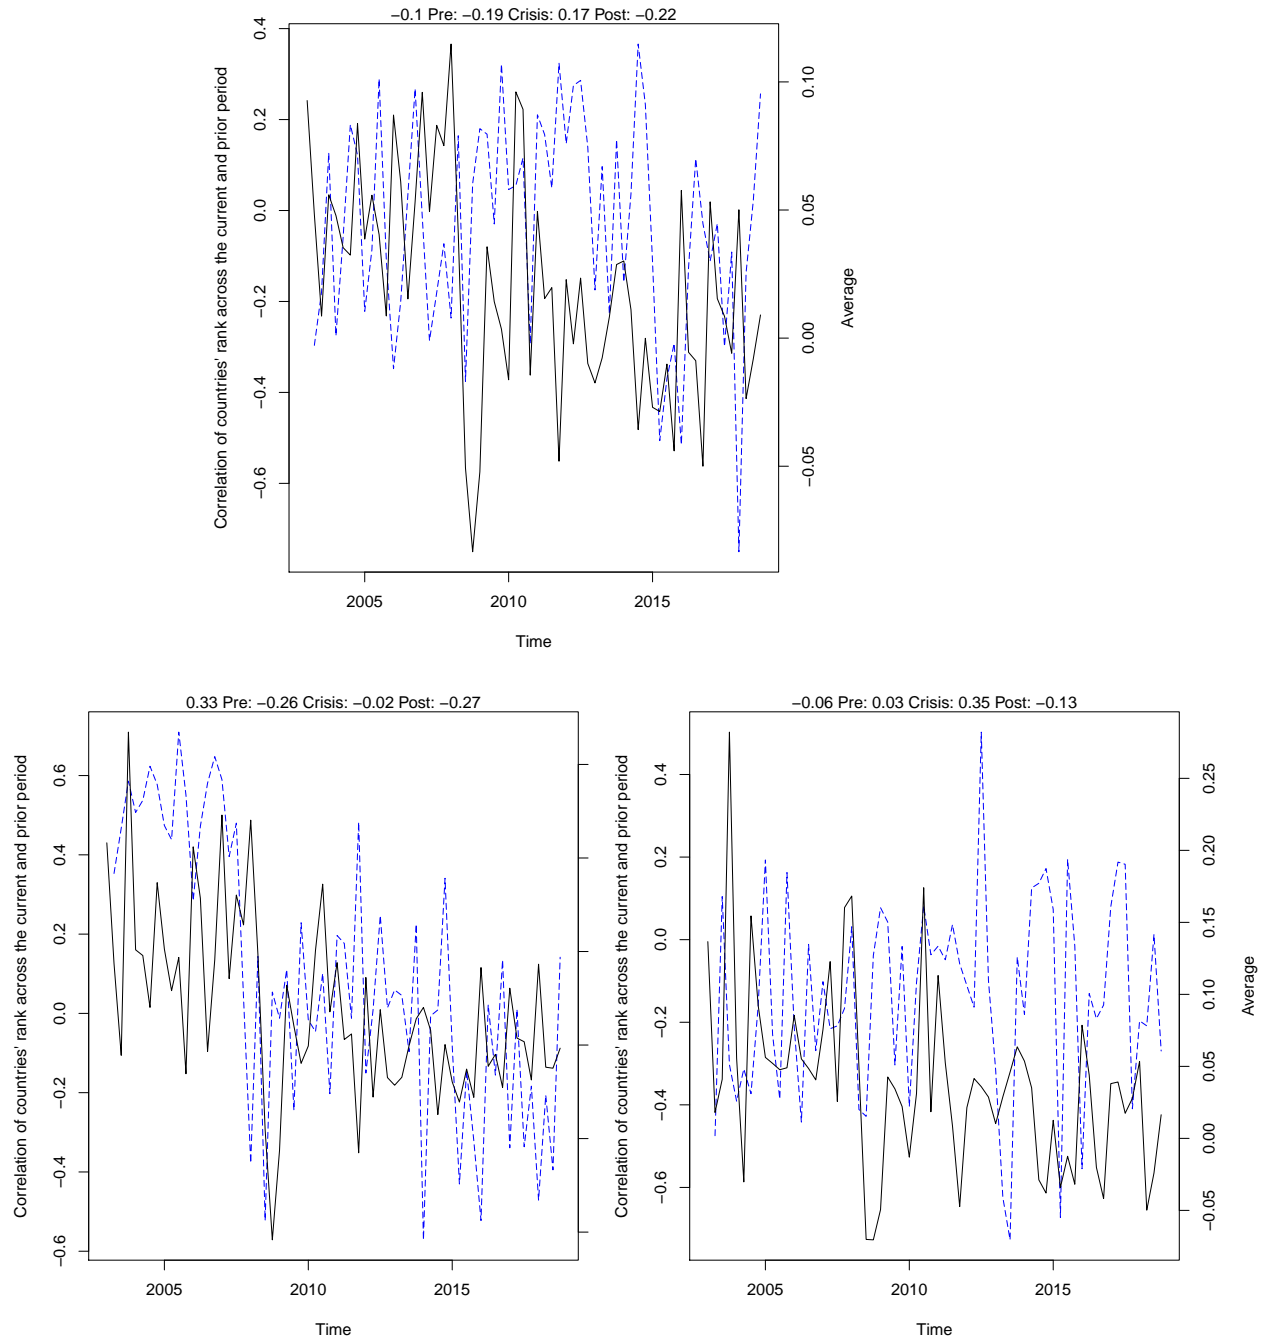 −0.1 Pre: −0.19 Crisis: 0.17 Post: −0.22
Correlation of countries' rank across the current and prior period
0.4
0.2
0.0
−0.2
−0.4
−0.6
0.10
0.05
0.00
−0.05
Average
2005 2010 2015
Time
0.33 Pre: −0.26 Crisis: −0.02 Post: −0.27
Correlation of countries' rank across the current and prior period
0.6
0.4
0.2
0.0
−0.2
−0.4
−0.6
2005 2010 2015
Time
−0.06 Pre: 0.03 Crisis: 0.35 Post: −0.13
Correlation of countries' rank across the current and prior period
0.4
0.2
0.0
−0.2
−0.4
−0.6
0.25
0.20
0.15
0.10
0.05
0.00
−0.05
Average
2005 2010 2015
Time